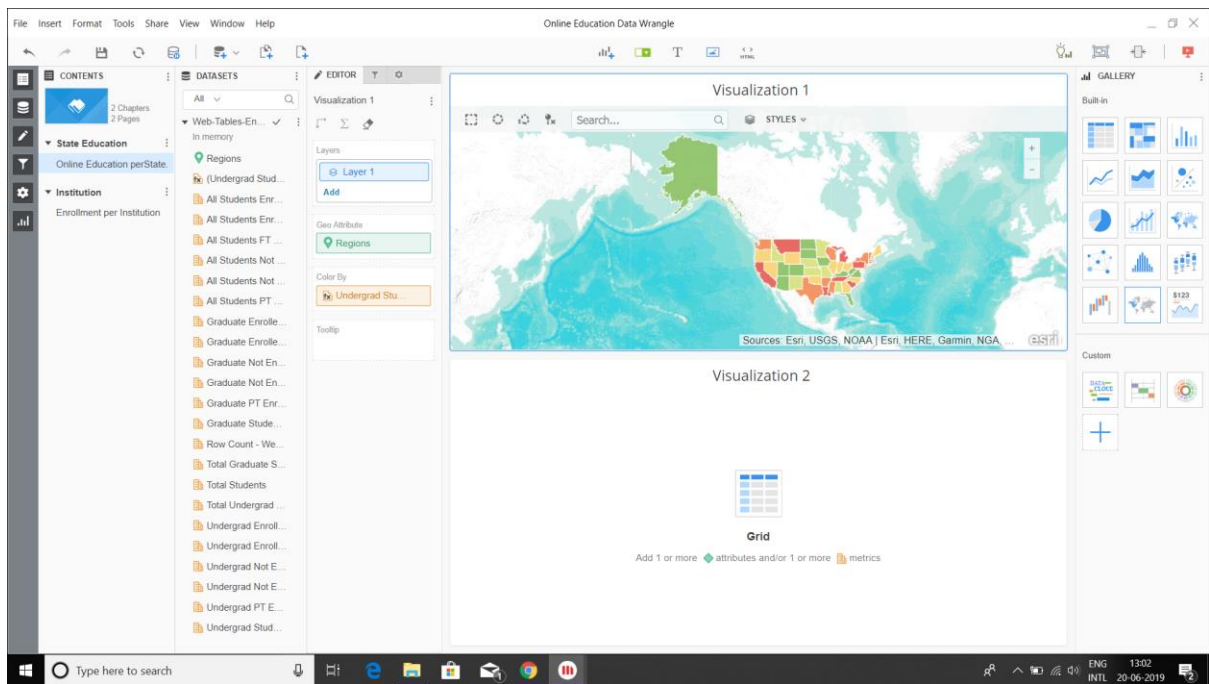 File Insert Format Tools Share View Window Help
Online Education Data Wrangle
HTML
CONTENTS
2 Chapters
2 Pages
State Education
Online Education perState.
Institution
Enrollment per Institution
DATASETS
All
Web-Tables-En...
In memory
Regions
(Undergrad Stud...
All Students Enr...
All Students Enr...
All Students FT ...
All Students Not ...
All Students Not ...
All Students PT ...
Graduate Enrolle...
Graduate Enrolle...
Graduate Not En...
Graduate Not En...
Graduate PT Enr...
Graduate Stude...
Row Count - We...
Total Graduate S...
Total Students
Total Undergrad ...
Undergrad Enroll...
Undergrad Enroll...
Undergrad Not E...
Undergrad Not E...
Undergrad PT E...
Undergrad Stud...
EDITOR
Visualization 1
Layers
Layer 1
Add
Geo Attribute
Regions
Color By
Undergrad Stu...
Tooltip
Visualization 1
Search...
STYLES
Sources: Esri, USGS, NOAA | Esri, HERE, Garmin, NGA, ...
esri
Visualization 2
Grid
Add 1 or more attributes and/or 1 or more metrics
GALLERY
Built-in
$123
Custom
DATA
CLOUD
Type here to search
ENG
INTL
13:02
20-06-2019